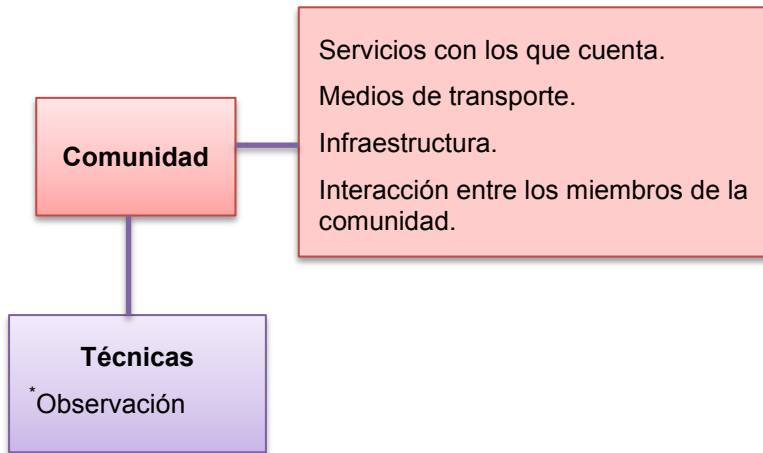 Servicios con los que cuenta.
Medios de transporte.
Infraestructura.
Interacción entre los miembros de la
comunidad.
Comunidad
Técnicas
*Observación